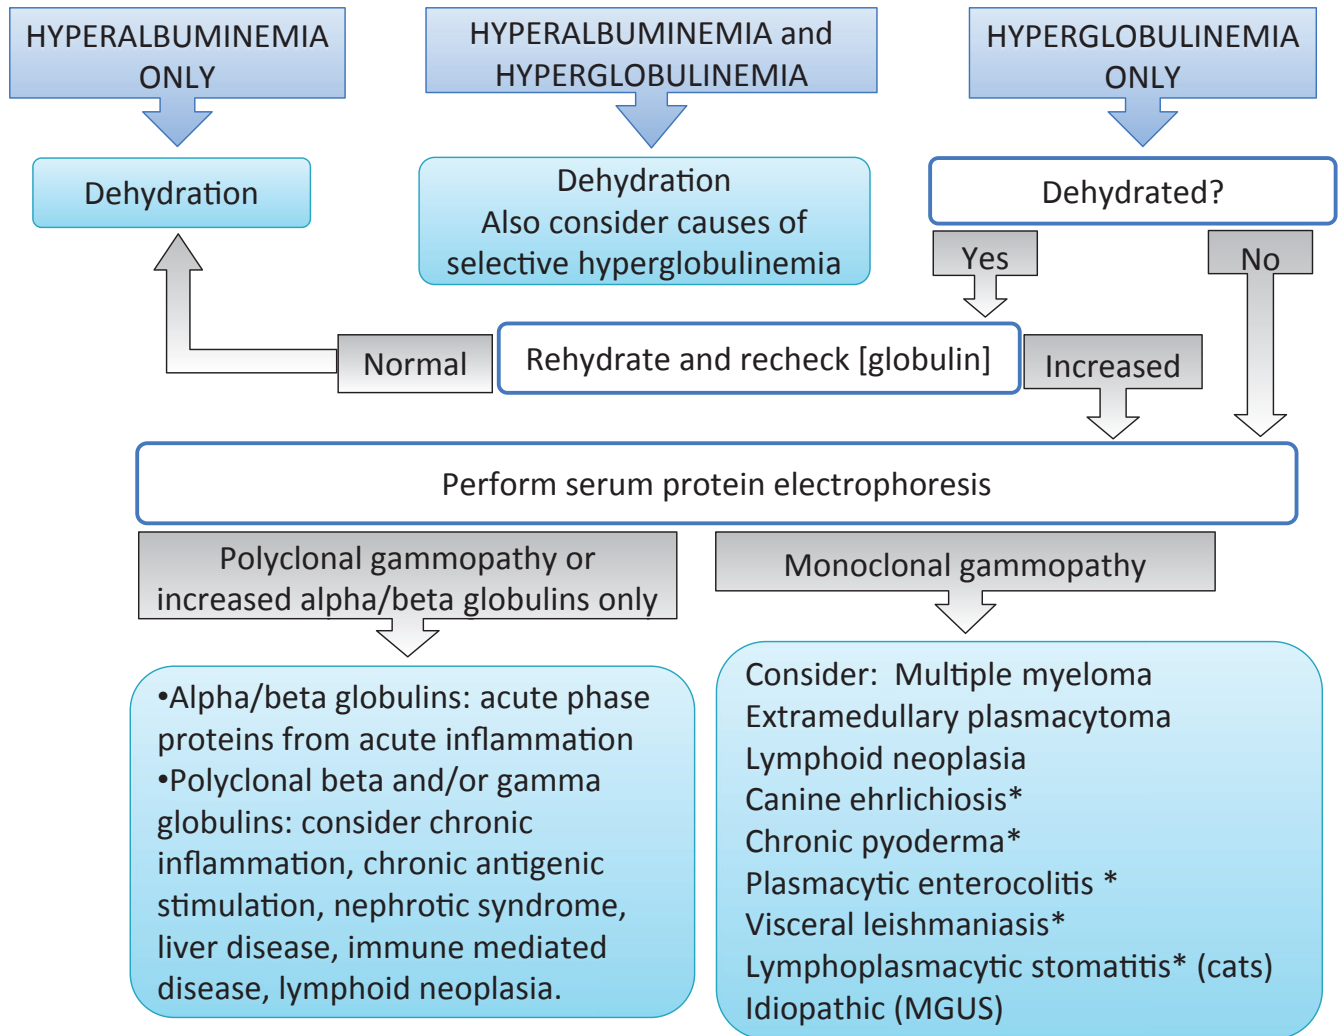 HYPERALBUMINEMIA
ONLY
HYPERALBUMINEMIA and
HYPERGLOBULINEMIA
HYPERGLOBULINEMIA
ONLY
Dehydration
Dehydration
Also consider causes of
selective hyperglobulinemia
Dehydrated?
Yes
No
Normal
Rehydrate and recheck [globulin]
Increased
Perform serum protein electrophoresis
Polyclonal gammopathy or
increased alpha/beta globulins only
Monoclonal gammopathy
•Alpha/beta globulins: acute phase
proteins from acute inflammation
•Polyclonal beta and/or gamma
globulins: consider chronic
inflammation, chronic antigenic
stimulation, nephrotic syndrome,
liver disease, immune mediated
disease, lymphoid neoplasia.
Consider: Multiple myeloma
Extramedullary plasmacytoma
Lymphoid neoplasia
Canine ehrlichiosis*
Chronic pyoderma*
Plasmacytic enterocolitis *
Visceral leishmaniasis*
Lymphoplasmacytic stomatitis* (cats)
Idiopathic (MGUS)